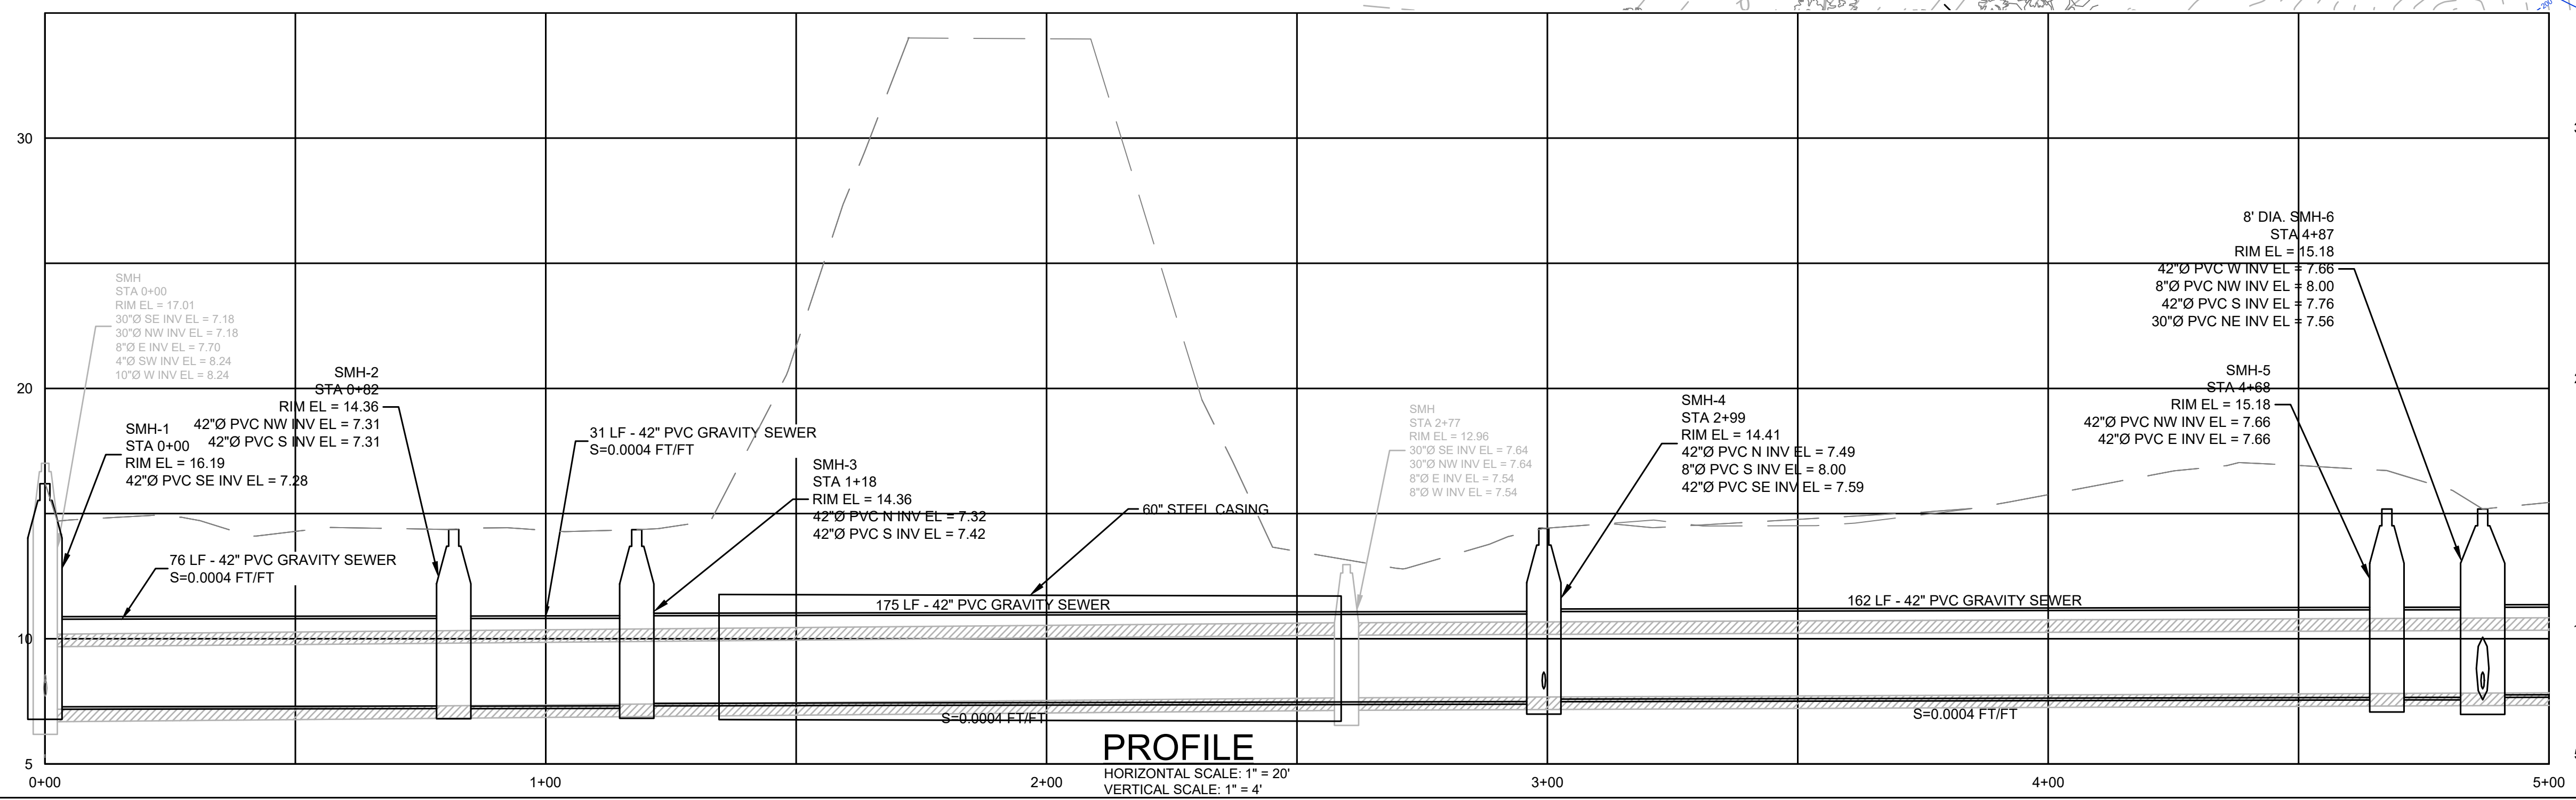 30
20
10
5
SMH
STA 0+00
RIM EL = 17.01
30"Ø SE INV EL = 7.18
30"Ø NW INV EL = 7.18
8"Ø E INV EL = 7.70
4"Ø SW INV EL = 8.24
10"Ø W INV EL = 8.24
SMH-1
STA 0+00
RIM EL = 16.19
42"Ø PVC SE INV EL = 7.28
SMH-2
STA 0+82
RIM EL = 14.36
42"Ø PVC NW INV EL = 7.31
42"Ø PVC S INV EL = 7.31
76 LF - 42" PVC GRAVITY SEWER
S=0.0004 FT/FT
31 LF - 42" PVC GRAVITY SEWER
S=0.0004 FT/FT
SMH-3
STA 1+18
RIM EL = 14.36
42"Ø PVC N INV EL = 7.32
42"Ø PVC S INV EL = 7.42
60" STEEL CASING
175 LF - 42" PVC GRAVITY SEWER
S=0.0004 FT/FT
SMH
STA 2+77
RIM EL = 12.96
30"Ø SE INV EL = 7.64
30"Ø NW INV EL = 7.64
8"Ø E INV EL = 7.54
8"Ø W INV EL = 7.54
SMH-4
STA 2+99
RIM EL = 14.41
42"Ø PVC N INV EL = 7.49
8"Ø PVC S INV EL = 8.00
42"Ø PVC SE INV EL = 7.59
162 LF - 42" PVC GRAVITY SEWER
S=0.0004 FT/FT
8' DIA. SMH-6
STA 4+87
RIM EL = 15.18
42"Ø PVC W INV EL = 7.66
8"Ø PVC NW INV EL = 8.00
42"Ø PVC S INV EL = 7.76
30"Ø PVC NE INV EL = 7.56
SMH-5
STA 4+68
RIM EL = 15.18
42"Ø PVC NW INV EL = 7.66
42"Ø PVC E INV EL = 7.66
0+00
1+00
2+00
3+00
4+00
5+00
PROFILE
HORIZONTAL SCALE: 1" = 20'
VERTICAL SCALE: 1" = 4'